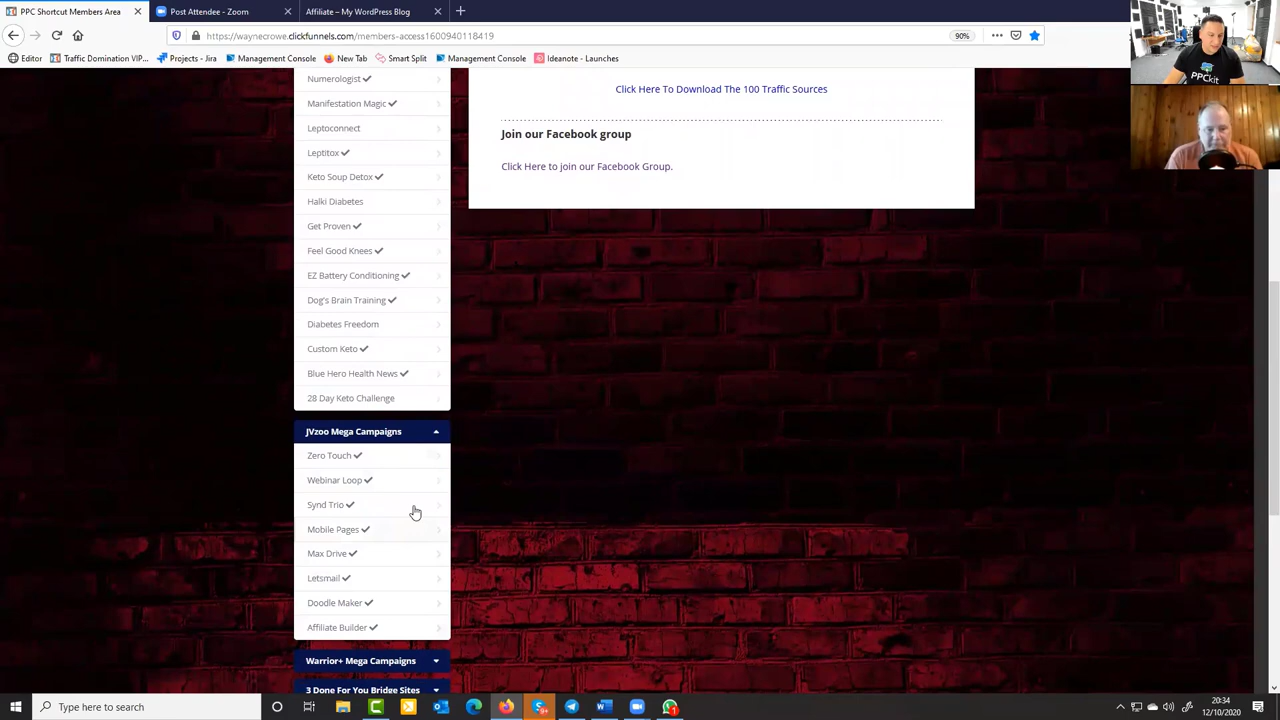 PPC Shortcut Members Area
Post Attendee - Zoom
Affiliate – My WordPress Blog
https://waynecrowe.clickfunnels.com/members-access1600940118419
90%
Editor
Traffic Domination VIP...
Projects - Jira
Management Console
New Tab
Smart Split
Management Console
Ideanote - Launches
PPCkit
Numerologist
Manifestation Magic
Leptoconnect
Leptitox
Keto Soup Detox
Halki Diabetes
Get Proven
Feel Good Knees
EZ Battery Conditioning
Dog's Brain Training
Diabetes Freedom
Custom Keto
Blue Hero Health News
28 Day Keto Challenge
Click Here To Download The 100 Traffic Sources
Join our Facebook group
Click Here to join our Facebook Group.
JVzoo Mega Campaigns
Zero Touch
Webinar Loop
Synd Trio
Mobile Pages
Max Drive
Letsmail
Doodle Maker
Affiliate Builder
Warrior+ Mega Campaigns
3 Done For You Bridge Sites
Type here to search
20:34
12/10/2020